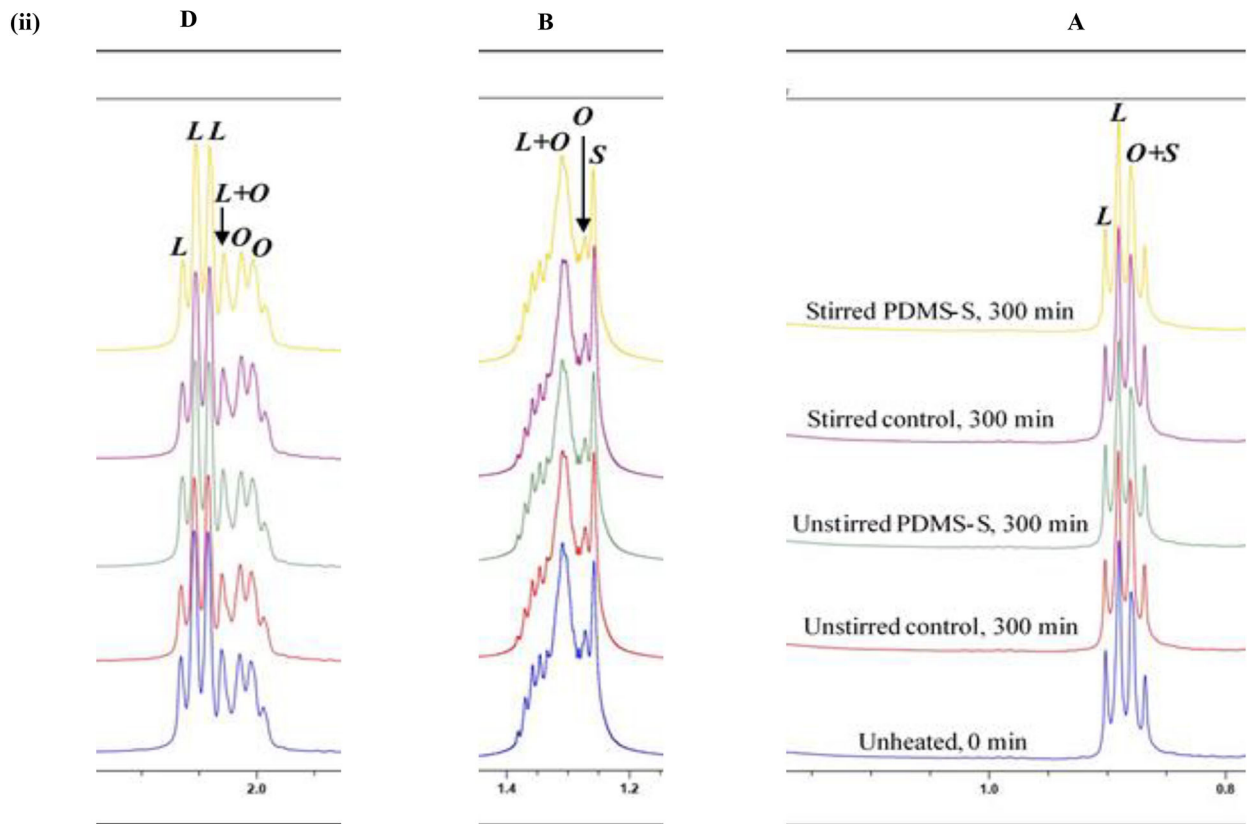 (ii)
D
B
A
L L
L+O
L O O
O
L+O S
L
O+S
L
Stirred PDMS-S, 300 min
Stirred control, 300 min
Unstirred PDMS-S, 300 min
Unstirred control, 300 min
Unheated, 0 min
2.0
1.4 1.2
1.0 0.8